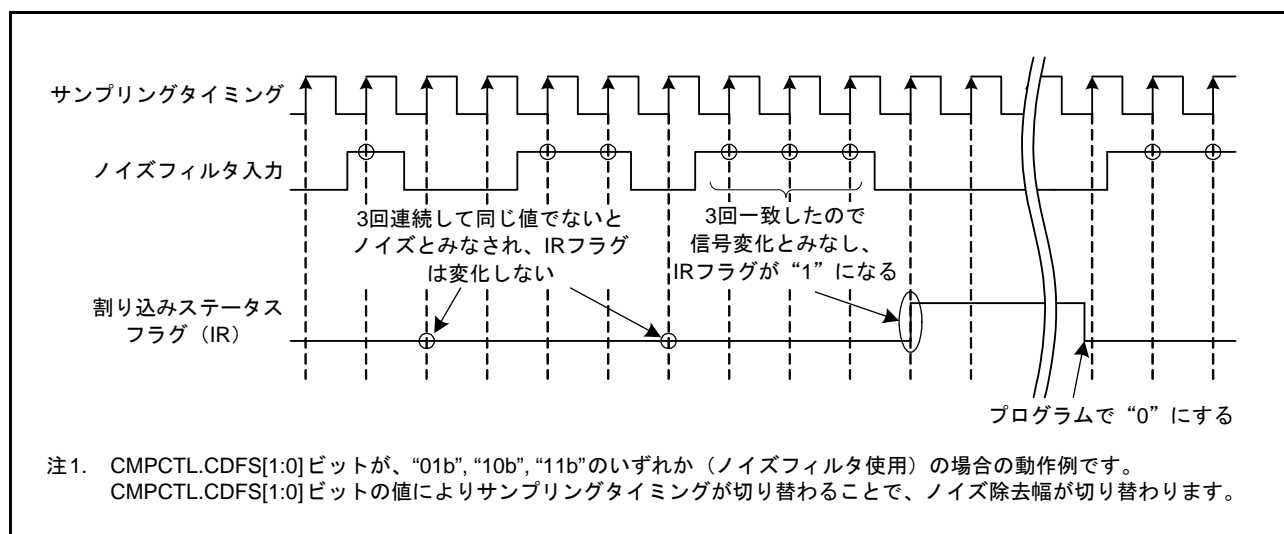 サンプリングタイミング
ノイズフィルタ入力
3回連続して同じ値でないと
ノイズとみなされ、IRフラグ
は変化しない
3回一致したので
信号変化とみなし、
IRフラグが“1”になる
割り込みステータス
フラグ（IR）
プログラムで“0”にする
注1. CMPCTL.CDFS[1:0]ビットが、“01b”, “10b”, “11b”のいずれか（ノイズフィルタ使用）の場合の動作例です。
CMPCTL.CDFS[1:0]ビットの値によりサンプリングタイミングが切り替わることで、ノイズ除去幅が切り替わります。